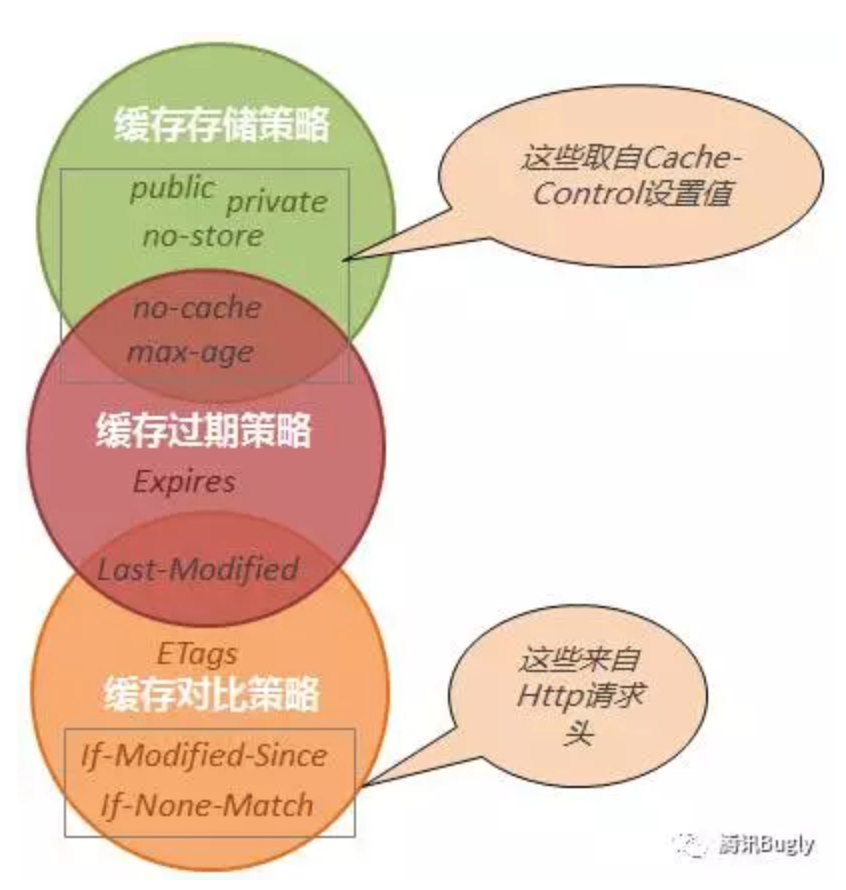 缓存存储策略
public private
no-store
no-cache
max-age
这些取自Cache-
Control设置值
缓存过期策略
Expires
Last-Modified
ETags
缓存对比策略
If-Modified-Since
If-None-Match
这些来自
Http请求
头
腾讯Bugly